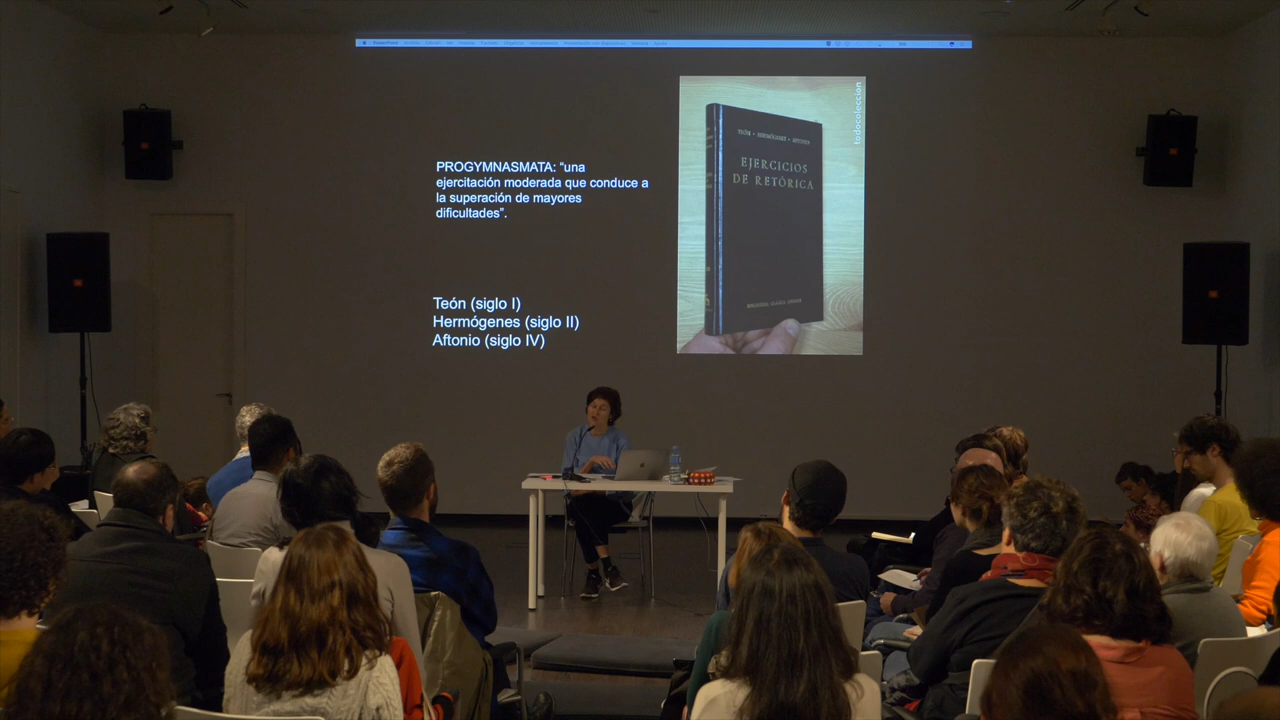 PROGYMNASMATA: “una
ejercitación moderada que conduce a
la superación de mayores
dificultades”.
Teón (siglo I)
Hermógenes (siglo II)
Aftonio (siglo IV)
todocoleccion
TEÓN · HERMÓGENES · AFTONIO
EJERCICIOS
DE RETÓRICA
BIBLIOTECA CLÁSICA GREDOS